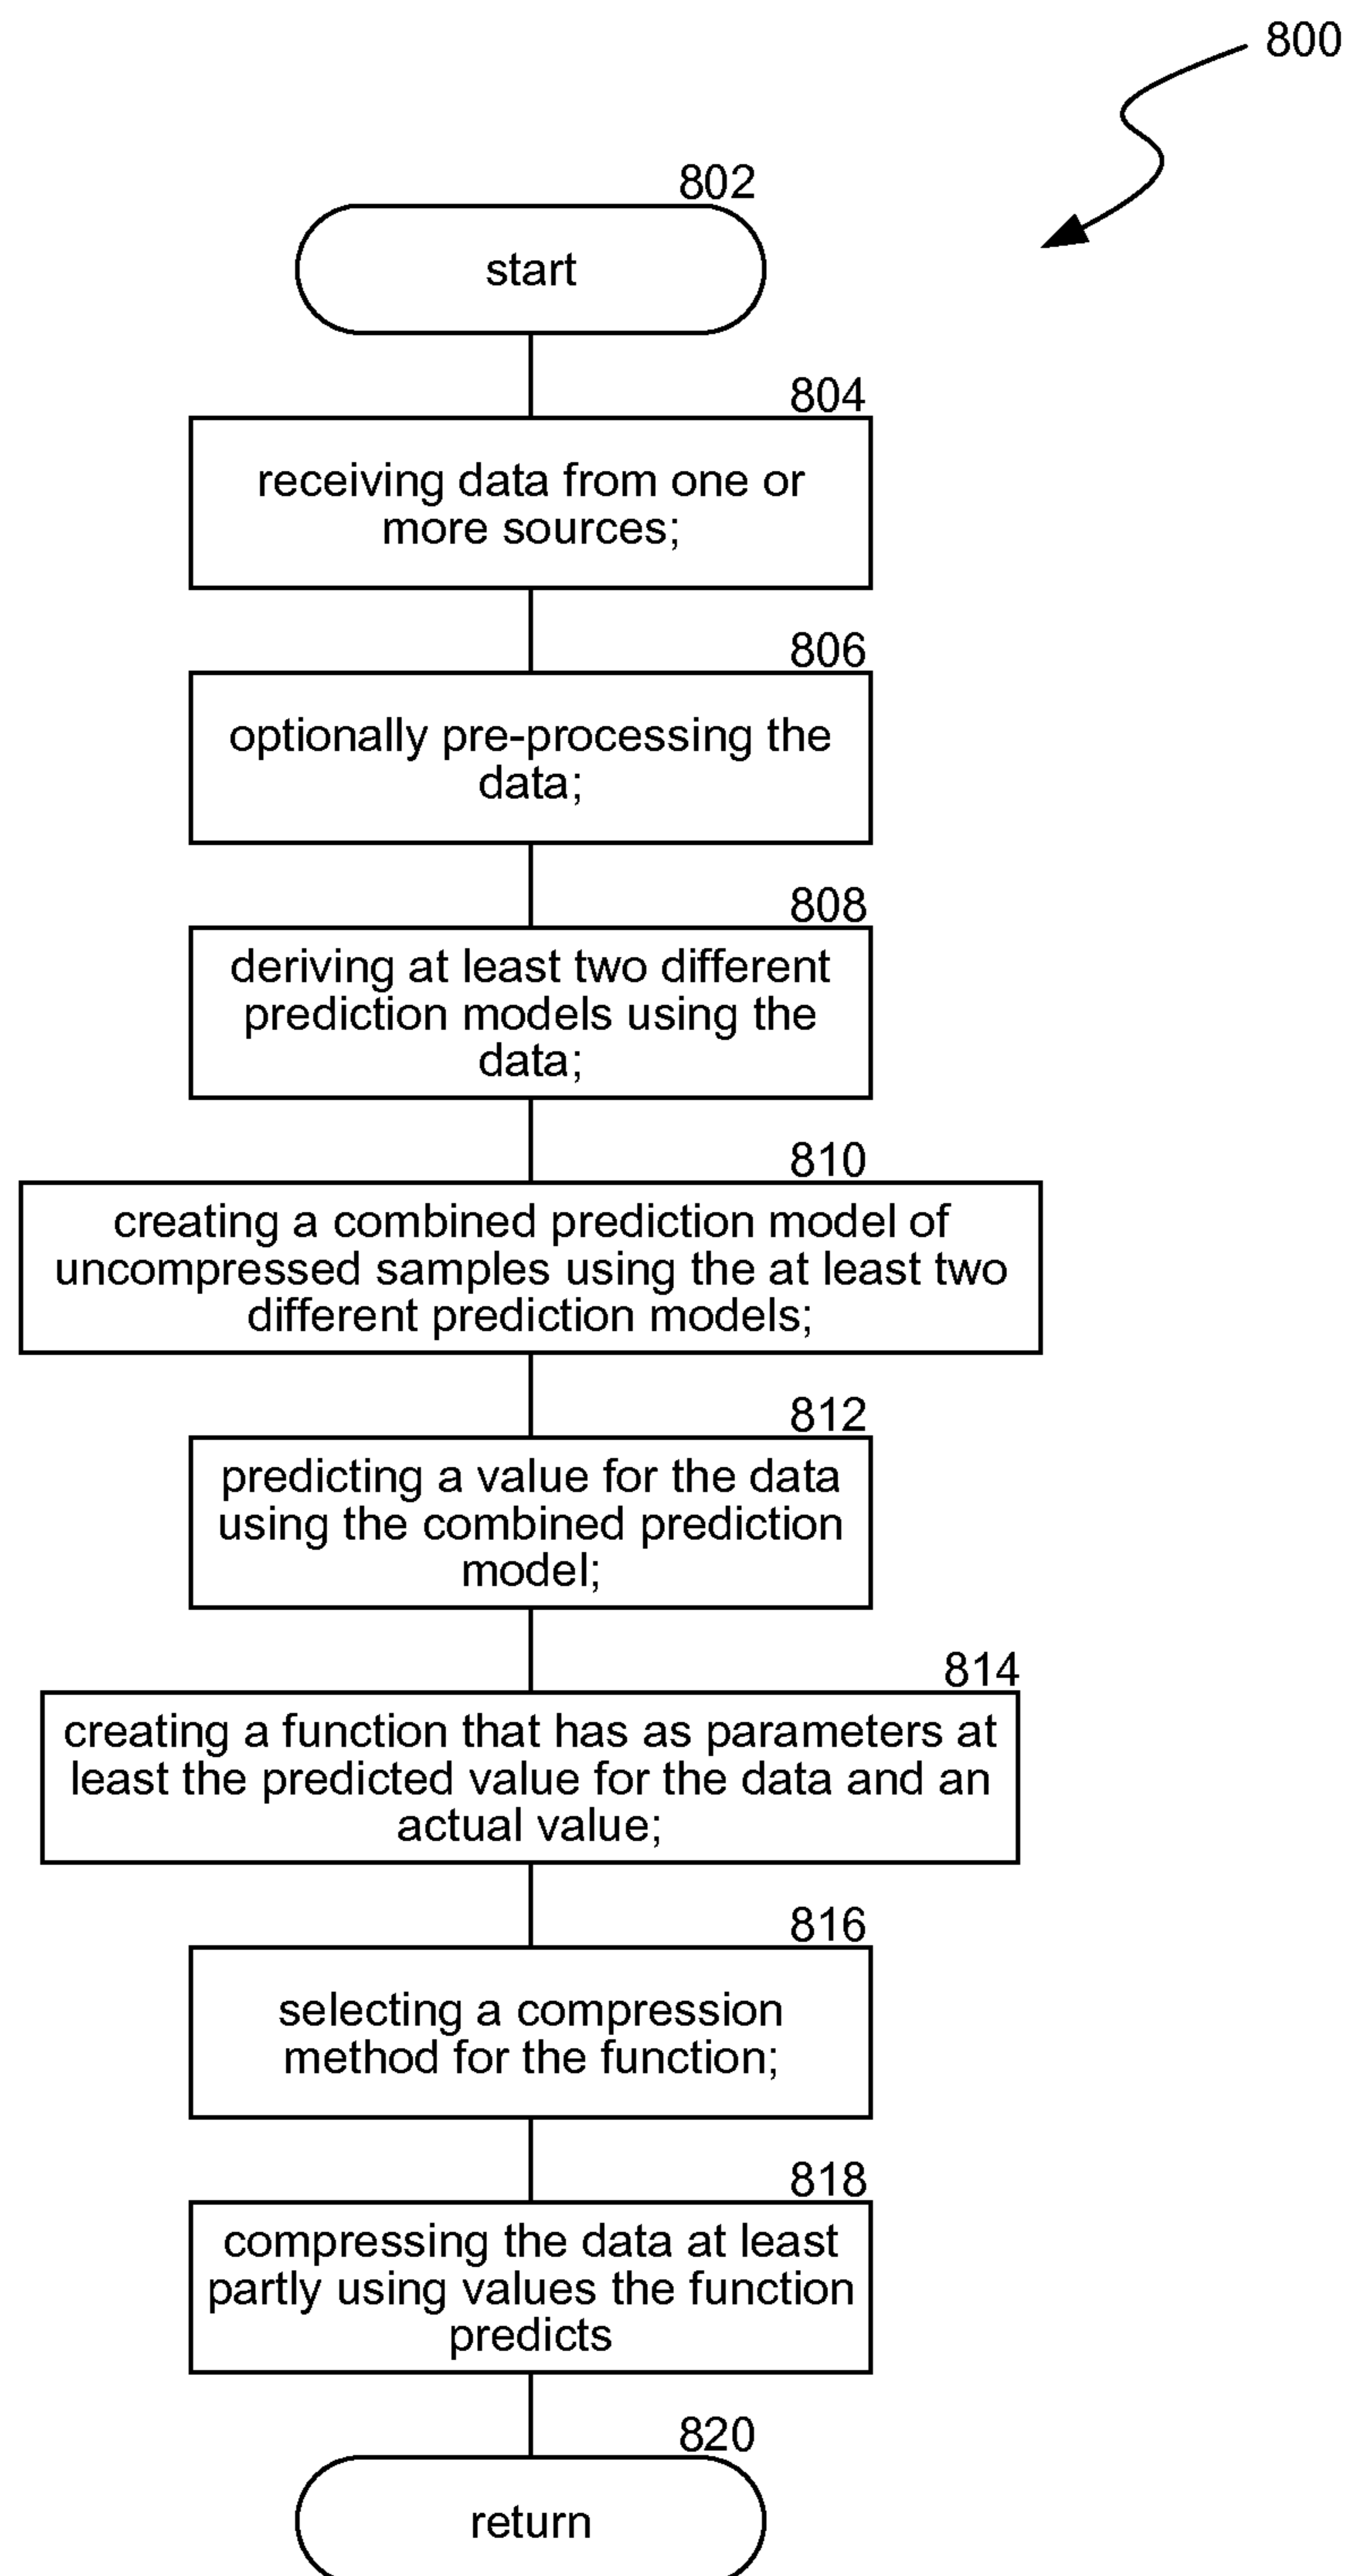 800
802
start
804
receiving data from one or
more sources;
806
optionally pre-processing the
data;
808
deriving at least two different
prediction models using the
data;
810
creating a combined prediction model of
uncompressed samples using the at least two
different prediction models;
812
predicting a value for the data
using the combined prediction
model;
814
creating a function that has as parameters at
least the predicted value for the data and an
actual value;
816
selecting a compression
method for the function;
818
compressing the data at least
partly using values the function
predicts
820
return